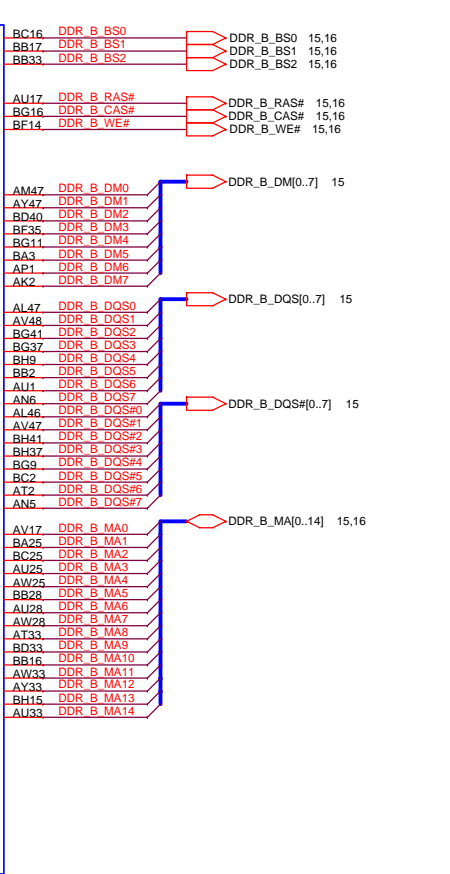 BC16 DDR_B_BS0 DDR_B_BS0 15,16
BB17 DDR_B_BS1 DDR_B_BS1 15,16
BB33 DDR_B_BS2 DDR_B_BS2 15,16
AU17 DDR_B_RAS# DDR_B_RAS# 15,16
BG16 DDR_B_CAS# DDR_B_CAS# 15,16
BF14 DDR_B_WE# DDR_B_WE# 15,16
DDR_B_DM[0..7] 15
AM47 DDR_B_DM0
AY47 DDR_B_DM1
BD40 DDR_B_DM2
BF35 DDR_B_DM3
BG11 DDR_B_DM4
BA3 DDR_B_DM5
AP1 DDR_B_DM6
AK2 DDR_B_DM7
DDR_B_DQS[0..7] 15
AL47 DDR_B_DQS0
AV48 DDR_B_DQS1
BG41 DDR_B_DQS2
BG37 DDR_B_DQS3
BH9 DDR_B_DQS4
BB2 DDR_B_DQS5
AU1 DDR_B_DQS6
AN6 DDR_B_DQS7
DDR_B_DQS#[0..7] 15
AL46 DDR_B_DQS#0
AV47 DDR_B_DQS#1
BH41 DDR_B_DQS#2
BH37 DDR_B_DQS#3
BG9 DDR_B_DQS#4
BC2 DDR_B_DQS#5
AT2 DDR_B_DQS#6
AN5 DDR_B_DQS#7
DDR_B_MA[0..14] 15,16
AV17 DDR_B_MA0
BA25 DDR_B_MA1
BC25 DDR_B_MA2
AU25 DDR_B_MA3
AW25 DDR_B_MA4
BB28 DDR_B_MA5
AU28 DDR_B_MA6
AW28 DDR_B_MA7
AT33 DDR_B_MA8
BD33 DDR_B_MA9
BB16 DDR_B_MA10
AW33 DDR_B_MA11
AY33 DDR_B_MA12
BH15 DDR_B_MA13
AU33 DDR_B_MA14